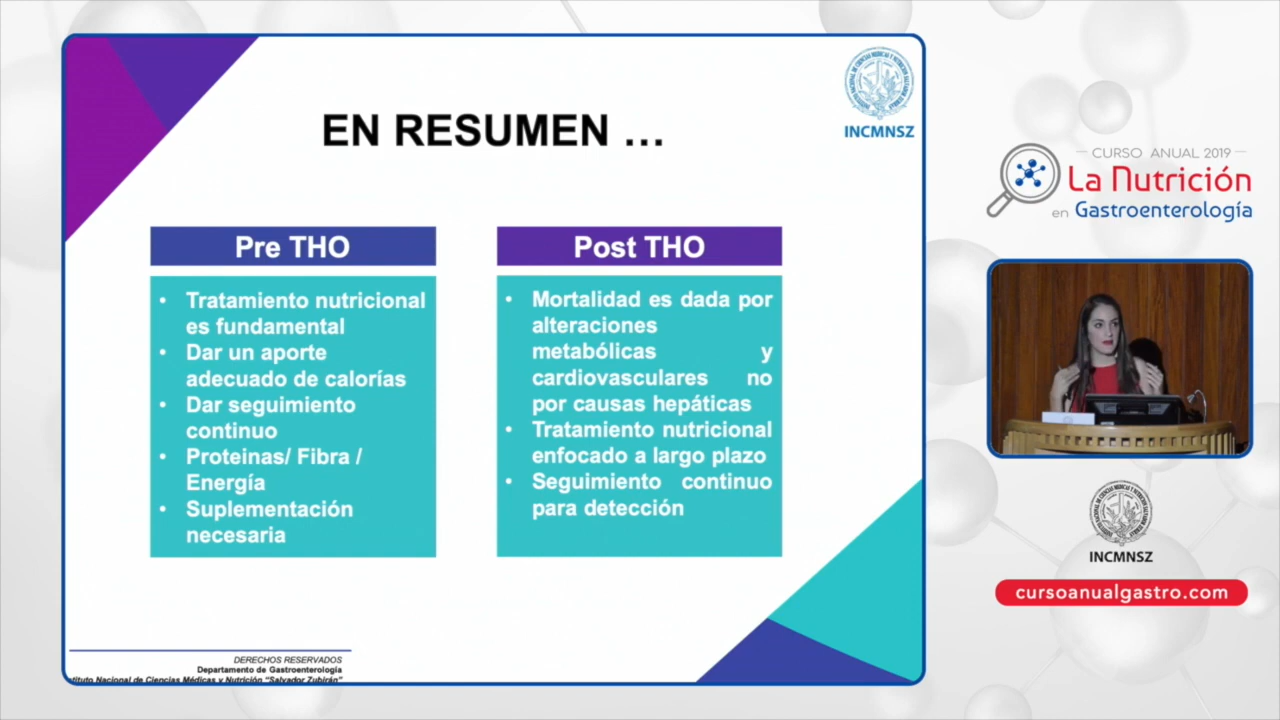 EN RESUMEN ...
INCMNSZ
Pre THO
• Tratamiento nutricional
es fundamental
• Dar un aporte
adecuado de calorías
• Dar seguimiento
continuo
• Proteinas/ Fibra /
Energía
• Suplementación
necesaria
Post THO
• Mortalidad es dada por
alteraciones
metabólicas y
cardiovasculares no
por causas hepáticas
• Tratamiento nutricional
enfocado a largo plazo
• Seguimiento continuo
para detección
DERECHOS RESERVADOS
Departamento de Gastroenterología
Nacional de Ciencias Médicas y Nutrición “Salvador Zubirán”
CURSO ANUAL 2019
La Nutrición
en Gastroenterología
INCMNSZ
cursoanualgastro.com